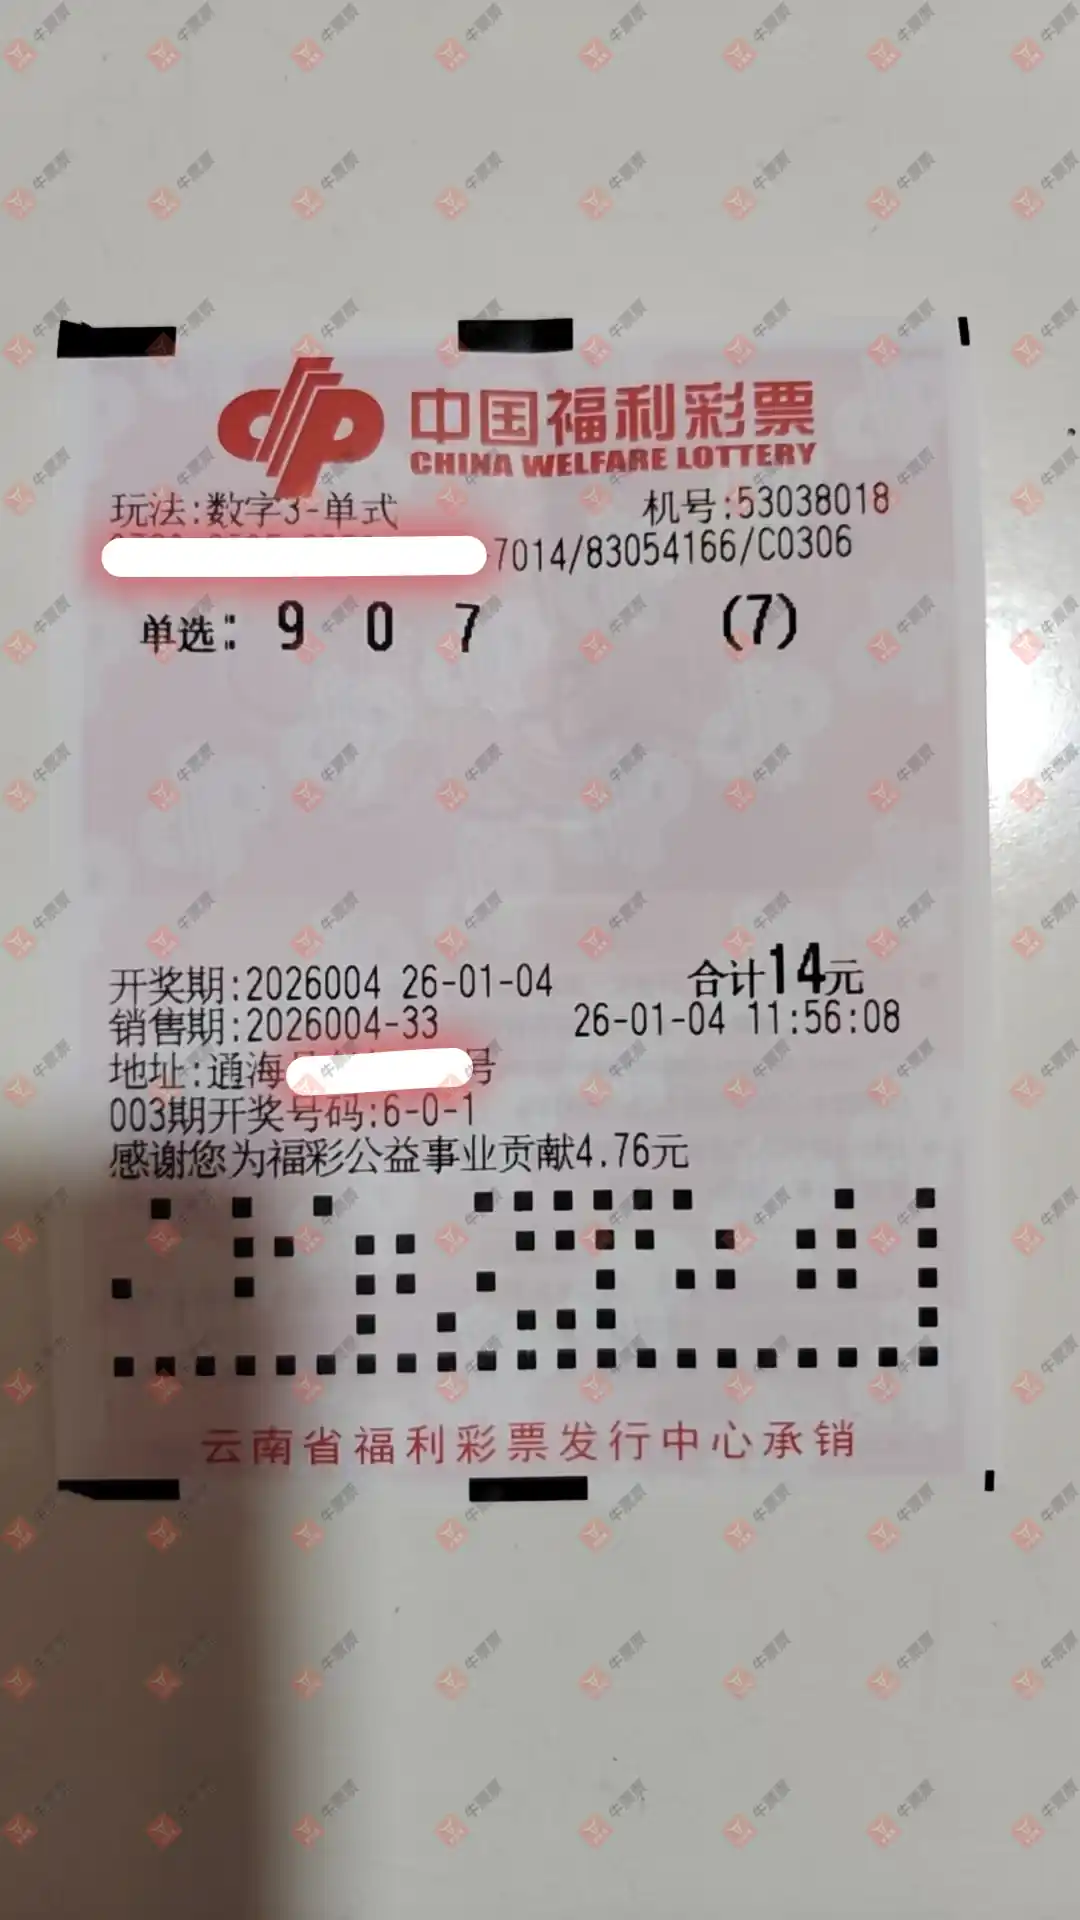 中国福利彩票
CHINA WELFARE LOTTERY
玩法:数字3-单式 机号:53038018
7014/83054166/C0306
单选: 9 0 7 (7)
开奖期:2026004 26-01-04 合计14元
销售期:2026004-33 26-01-04 11:56:08
地址:通海 号
003期开奖号码:6-0-1
感谢您为福彩公益事业贡献4.76元
云南省福利彩票发行中心承销